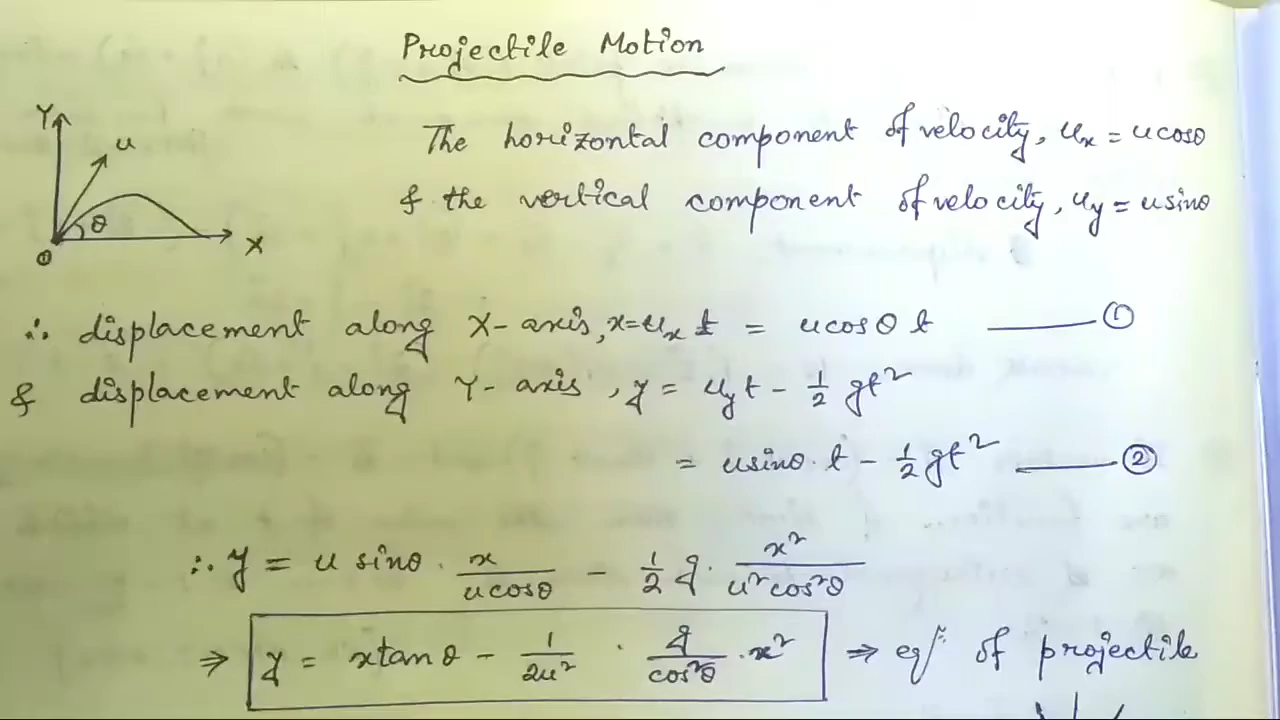 Projectile Motion
Y
u
θ
O
X
The horizontal component of velocity, uₓ = u cosθ
& the vertical component of velocity, u_y = u sinθ
∴ displacement along X-axis, x = uₓ t = u cosθ t ——— ①
& displacement along Y-axis, y = u_y t - 1/2 gt²
= u sinθ. t - 1/2 gt² ——— ②
∴ y = u sinθ . x/(u cosθ) - 1/2 g. x²/(u² cos²θ)
⇒ y = x tanθ - 1/(2u²) . g/(cos²θ) . x² ⇒ eqⁿ of projectile